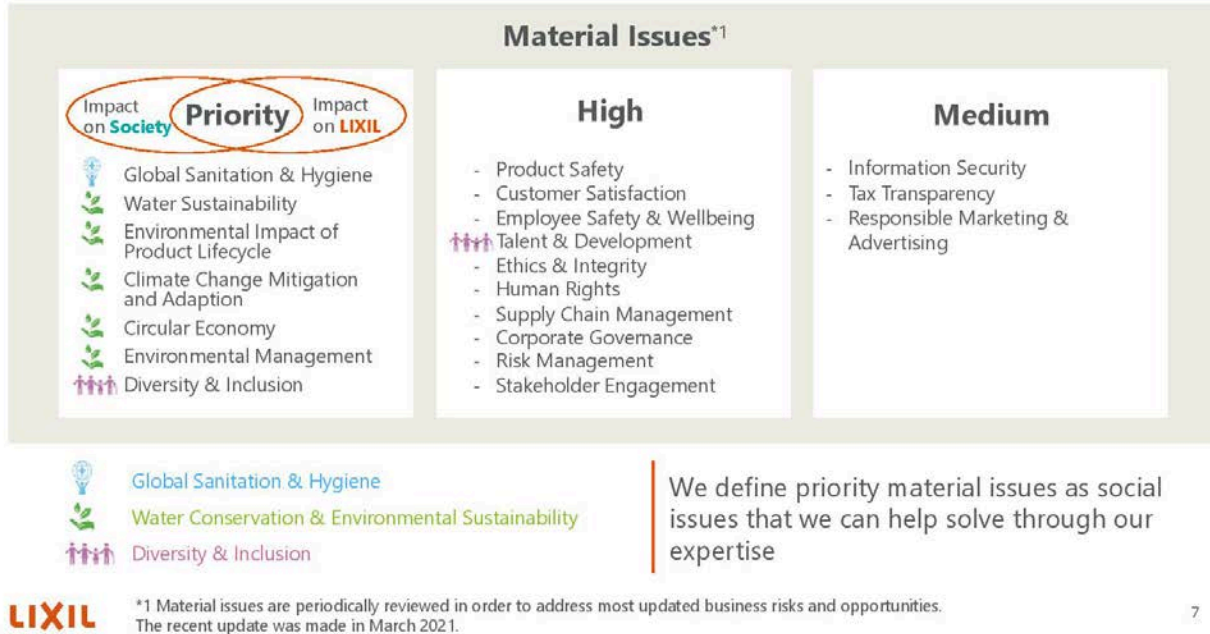 Material Issues*1
Impact
on Society
Priority
Impact
on LIXIL
Global Sanitation & Hygiene
Water Sustainability
Environmental Impact of
Product Lifecycle
Climate Change Mitigation
and Adaption
Circular Economy
Environmental Management
Diversity & Inclusion
High
- Product Safety
- Customer Satisfaction
- Employee Safety & Wellbeing
Talent & Development
- Ethics & Integrity
- Human Rights
- Supply Chain Management
- Corporate Governance
- Risk Management
- Stakeholder Engagement
Medium
- Information Security
- Tax Transparency
- Responsible Marketing &
Advertising
Global Sanitation & Hygiene
Water Conservation & Environmental Sustainability
Diversity & Inclusion
We define priority material issues as social
issues that we can help solve through our
expertise
LIXIL
*1 Material issues are periodically reviewed in order to address most updated business risks and opportunities.
The recent update was made in March 2021.
7